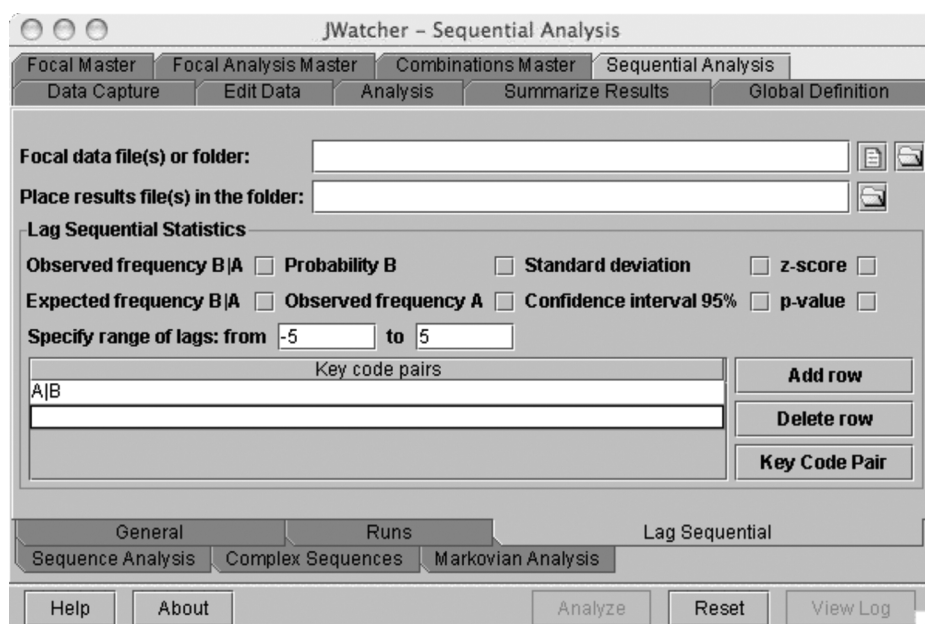 JWatcher – Sequential Analysis
Focal Master Focal Analysis Master Combinations Master Sequential Analysis
Data Capture Edit Data Analysis Summarize Results Global Definition
Focal data file(s) or folder:
Place results file(s) in the folder:
Lag Sequential Statistics
Observed frequency B|A Probability B Standard deviation z-score
Expected frequency B|A Observed frequency A Confidence interval 95% p-value
Specify range of lags: from -5 to 5
Key code pairs
A|B
Add row
Delete row
Key Code Pair
General Runs Lag Sequential
Sequence Analysis Complex Sequences Markovian Analysis
Help About Analyze Reset View Log